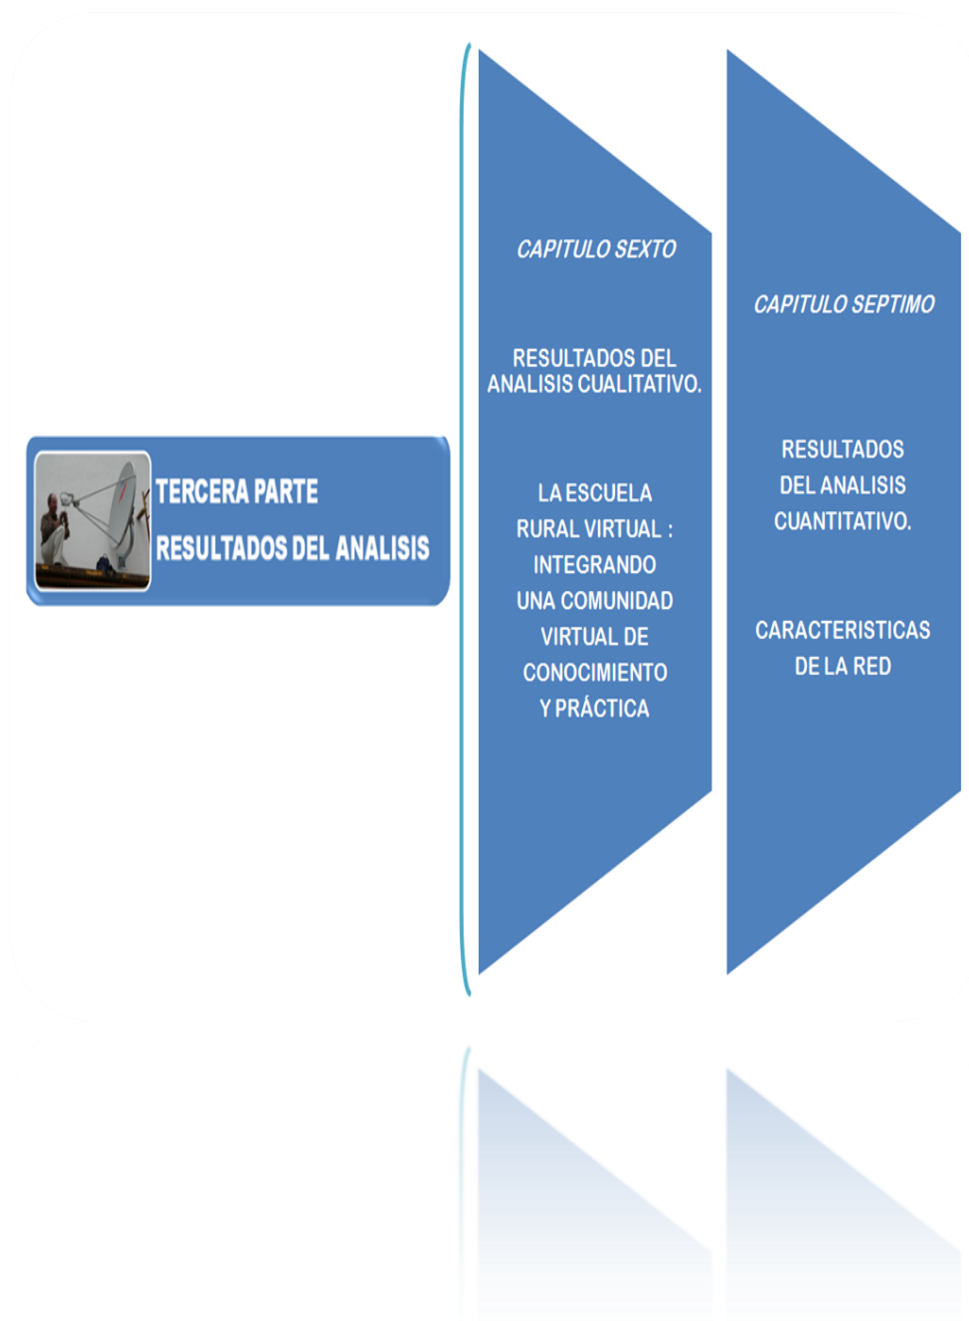 TERCERA PARTE
RESULTADOS DEL ANALISIS
CAPITULO SEXTO
RESULTADOS DEL
ANALISIS CUALITATIVO.
LA ESCUELA
RURAL VIRTUAL :
INTEGRANDO
UNA COMUNIDAD
VIRTUAL DE
CONOCIMIENTO
Y PRÁCTICA
CAPITULO SEPTIMO
RESULTADOS
DEL ANALISIS
CUANTITATIVO.
CARACTERISTICAS
DE LA RED